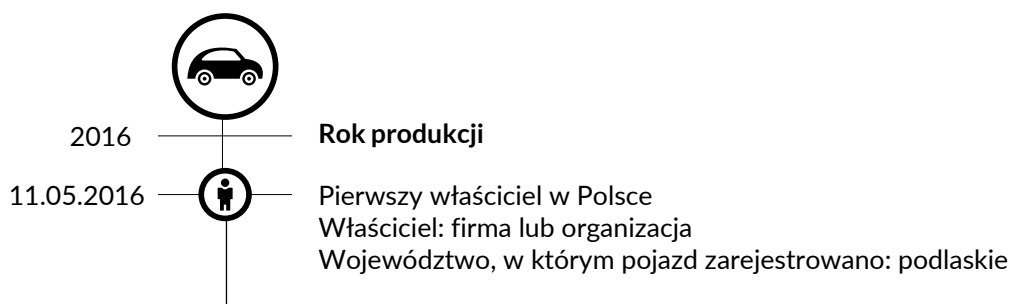 2016 Rok produkcji
11.05.2016 Pierwszy właściciel w Polsce
Właściciel: firma lub organizacja
Województwo, w którym pojazd zarejestrowano: podlaskie